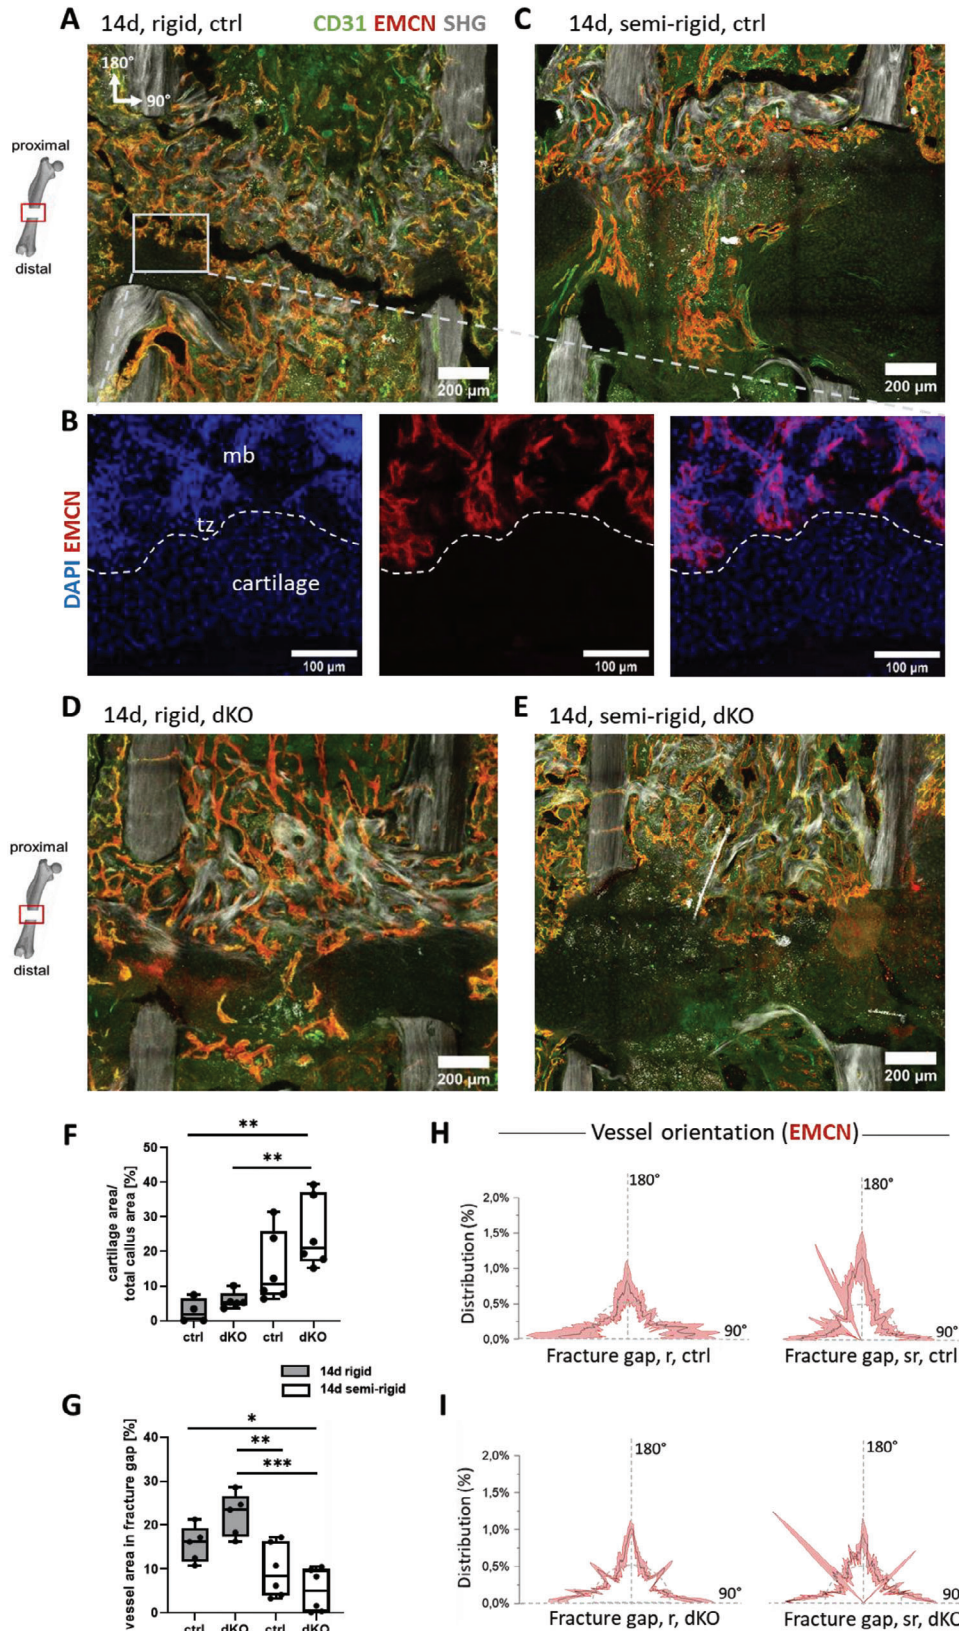 A 14d, rigid, ctrl CD31 EMCN SHG
C 14d, semi-rigid, ctrl
180°
90°
proximal
distal
200 µm
200 µm
B
DAPI EMCN
mb
tz
cartilage
100 µm
100 µm
100 µm
D 14d, rigid, dKO
E 14d, semi-rigid, dKO
proximal
distal
200 µm
200 µm
F
cartilage area/
total callus area [%]
50
40
30
20
10
0
**
**
ctrl dKO ctrl dKO
14d rigid
14d semi-rigid
G
vessel area in fracture gap [%]
40
30
20
10
0
*
**
***
ctrl dKO ctrl dKO
H Vessel orientation (EMCN)
Distribution (%)
2,0%
1,5%
1,0%
0,5%
0,0%
180°
90°
Fracture gap, r, ctrl
180°
90°
Fracture gap, sr, ctrl
I
Distribution (%)
2,0%
1,5%
1,0%
0,5%
0,0%
180°
90°
Fracture gap, r, dKO
180°
90°
Fracture gap, sr, dKO